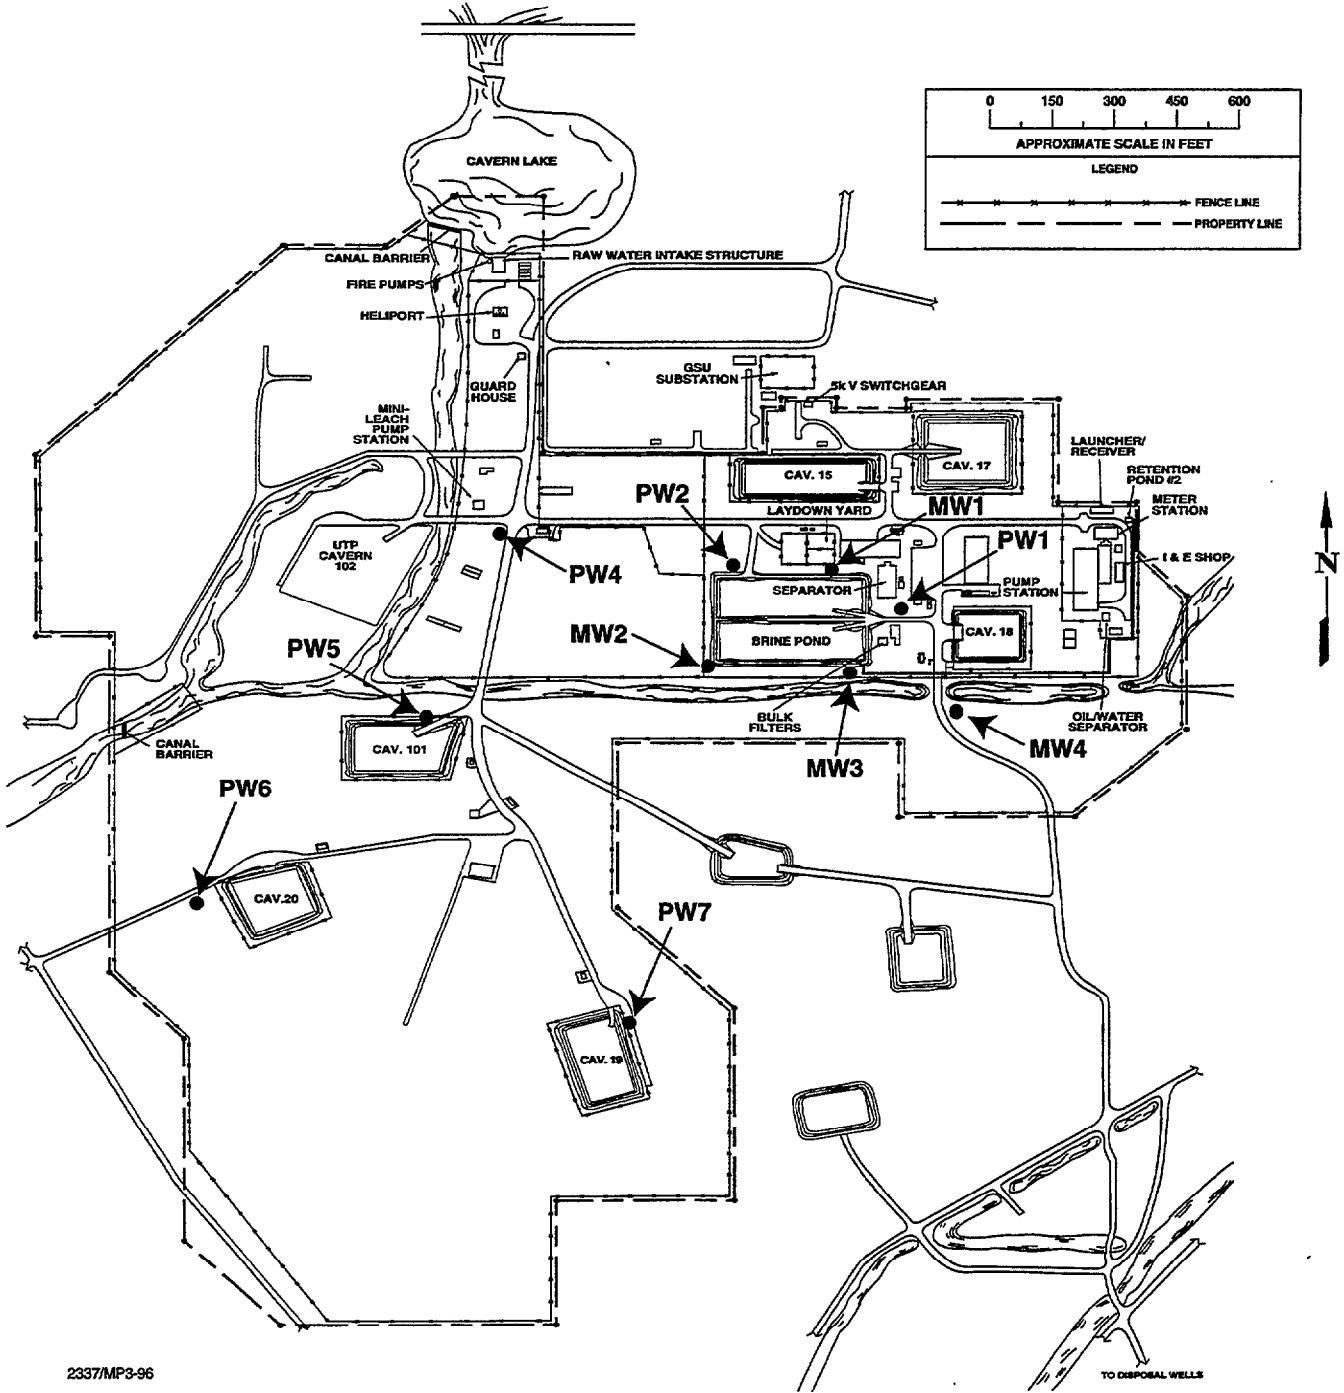 0 150 300 450 600
APPROXIMATE SCALE IN FEET
LEGEND
FENCE LINE
PROPERTY LINE
CAVERN LAKE
CANAL BARRIER
RAW WATER INTAKE STRUCTURE
FIRE PUMPS
HELIPORT
GUARD
HOUSE
GSU
SUBSTATION
5k V SWITCHGEAR
MINI-
LEACH
PUMP
STATION
CAV. 15
CAV. 17
LAUNCHER/
RECEIVER
RETENTION
POND #2
METER
STATION
PW2
LAYDOWN YARD
MW1
PW1
I & E SHOP
N
UTP
CAVERN
102
PW4
SEPARATOR
PUMP
STATION
MW2
BRINE POND
CAV. 18
PW5
BULK
FILTERS
OIL/WATER
SEPARATOR
CANAL
BARRIER
CAV. 101
MW3
MW4
PW6
CAV.20
PW7
CAV. 19
2337/MP3-96
TO DISPOSAL WELLS